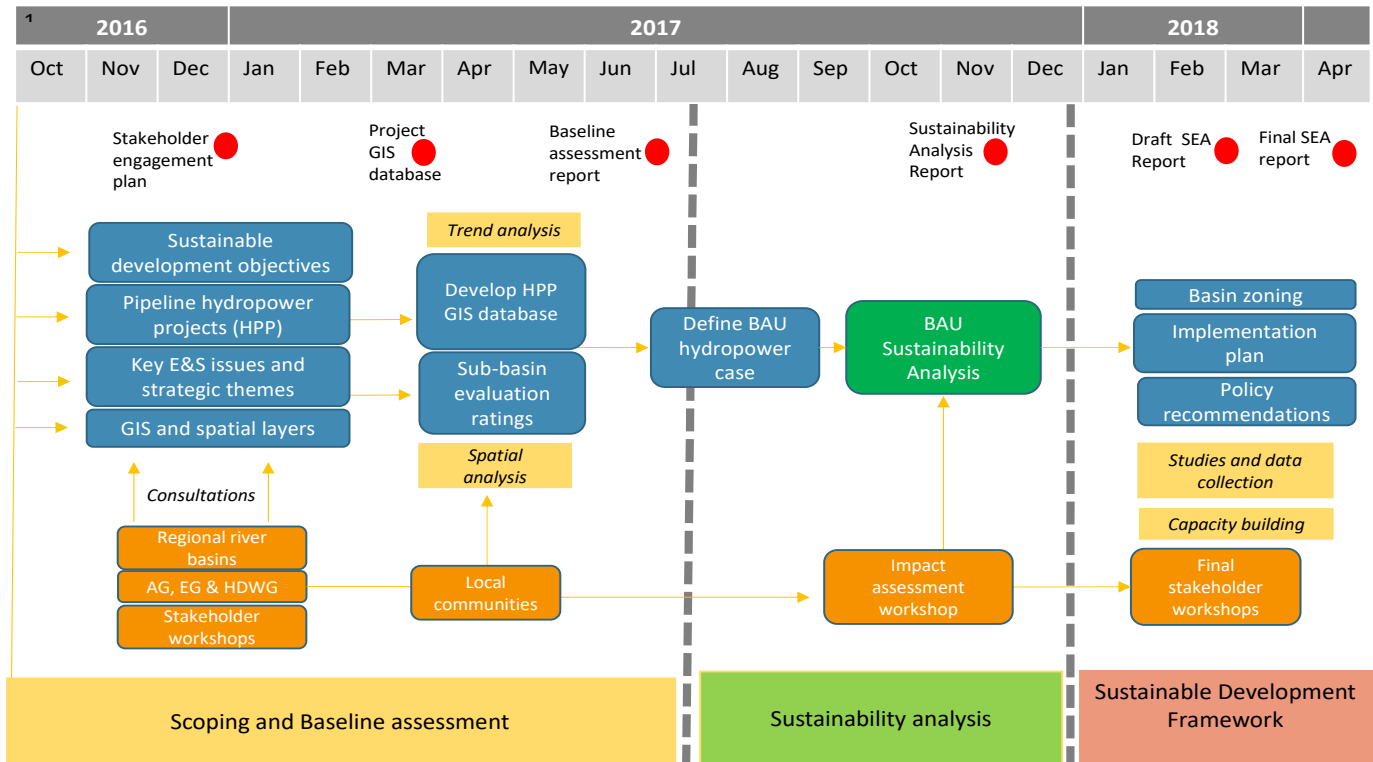 1
2016
2017
2018
Oct
Nov
Dec
Jan
Feb
Mar
Apr
May
Jun
Jul
Aug
Sep
Oct
Nov
Dec
Jan
Feb
Mar
Apr
Stakeholder
engagement
plan
Project
GIS
database
Baseline
assessment
report
Sustainability
Analysis
Report
Draft SEA
Report
Final SEA
report
Sustainable
development objectives
Pipeline hydropower
projects (HPP)
Key E&S issues and
strategic themes
GIS and spatial layers
Trend analysis
Develop HPP
GIS database
Sub-basin
evaluation
ratings
Spatial
analysis
Define BAU
hydropower
case
BAU
Sustainability
Analysis
Basin zoning
Implementation
plan
Policy
recommendations
Studies and data
collection
Capacity building
Consultations
Regional river
basins
AG, EG & HDWG
Stakeholder
workshops
Local
communities
Impact
assessment
workshop
Final
stakeholder
workshops
Scoping and Baseline assessment
Sustainability analysis
Sustainable Development
Framework